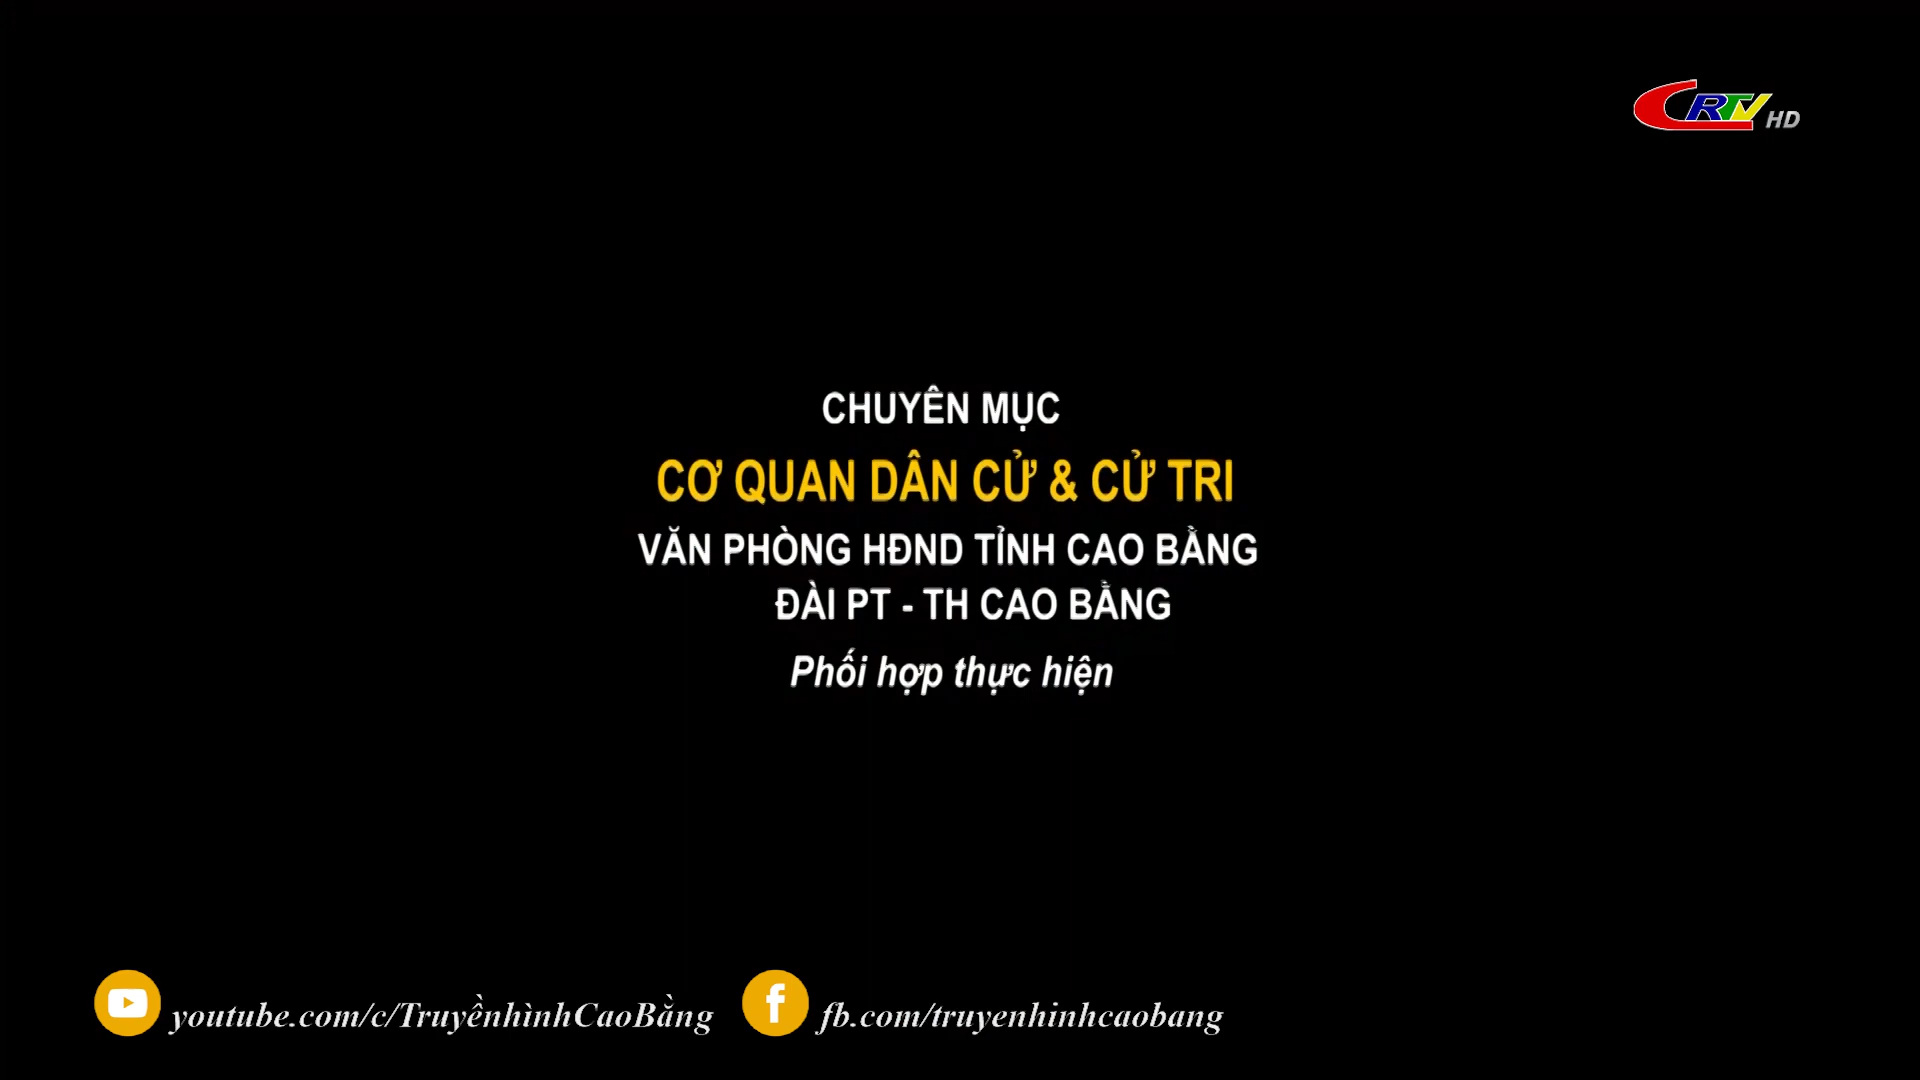 CRTV HD
CHUYÊN MỤC
CƠ QUAN DÂN CỬ & CỬ TRI
VĂN PHÒNG HĐND TỈNH CAO BẰNG
ĐÀI PT - TH CAO BẰNG
Phối hợp thực hiện
youtube.com/c/TruyềnhìnhCaoBằng
fb.com/truyenhinhcaobang